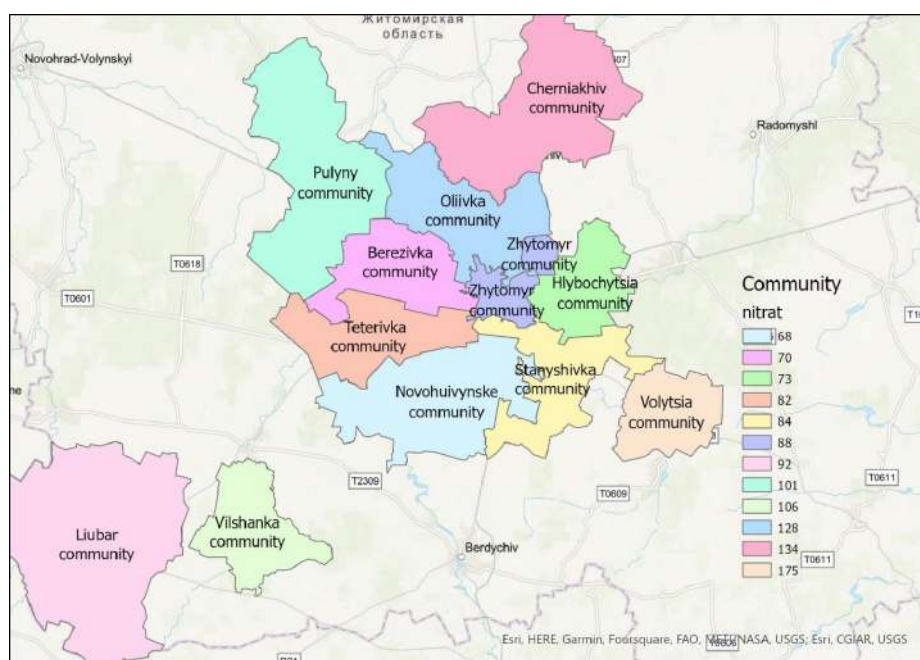 Житомирская
область
Novohrad-Volynskyi
Cherniakhiv
community
Radomyshl
Pulyny
community
Oliivka
community
Zhytomyr
community
Berezivka
community
T0618
T0601
Zhytomyr
community
Hlybochytsia
community
Teterivka
community
Stanyshivka
community
Novohuivynske
community
Volytsia
community
T2309
T0609
T0611
Liubar
community
Vilshanka
community
Berdychiv
T0611
Community
nitrat
68
70
73
82
84
88
92
101
106
128
134
175
Esri, HERE, Garmin, Foursquare, FAO, METI/NASA, USGS; Esri, CGIAR, USGS